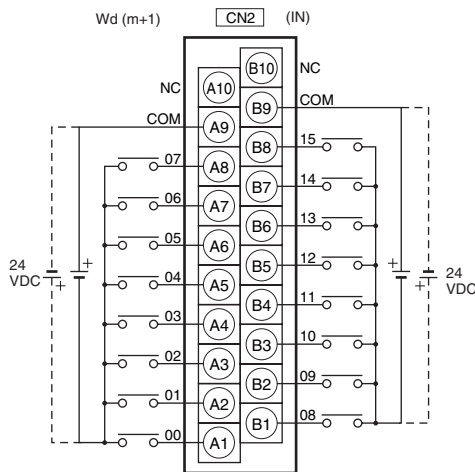 Wd (m+1) CN2 (IN)
NC A10 B10 NC
COM A9 B9 COM
07 A8 B8 15
06 A7 B7 14
05 A6 B6 13
04 A5 B5 12
03 A4 B4 11
02 A3 B3 10
01 A2 B2 09
00 A1 B1 08
24
VDC
+
+
24
VDC
+
+